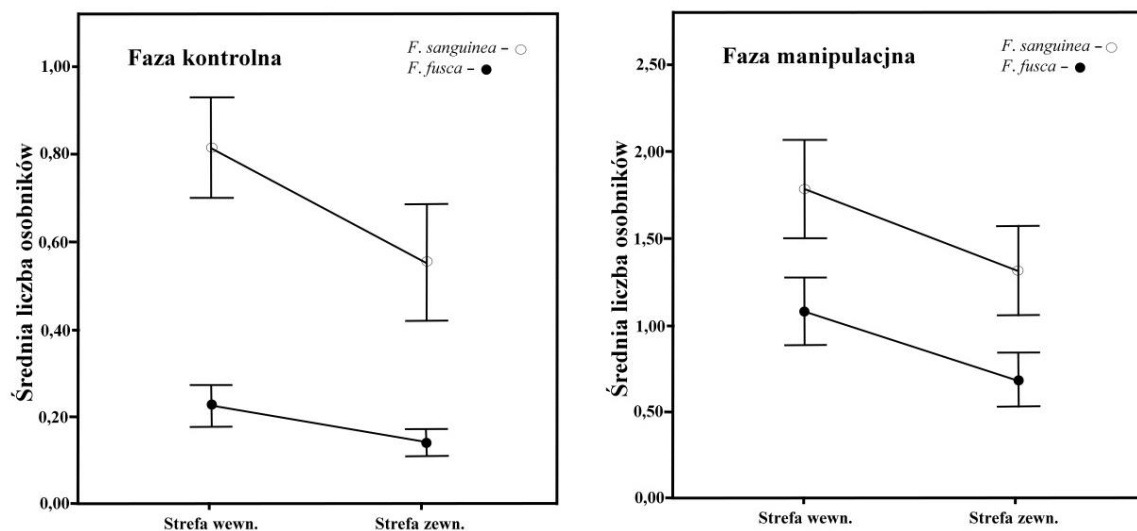 Faza kontrolna
F. sanguinea –
F. fusca –
Średnia liczba osobników
1,00
0,80
0,60
0,40
0,20
0,00
Strefa wewn.
Strefa zewn.
Faza manipulacjna
F. sanguinea –
F. fusca –
Średnia liczba osobników
2,50
2,00
1,50
1,00
0,50
0,00
Strefa wewn.
Strefa zewn.